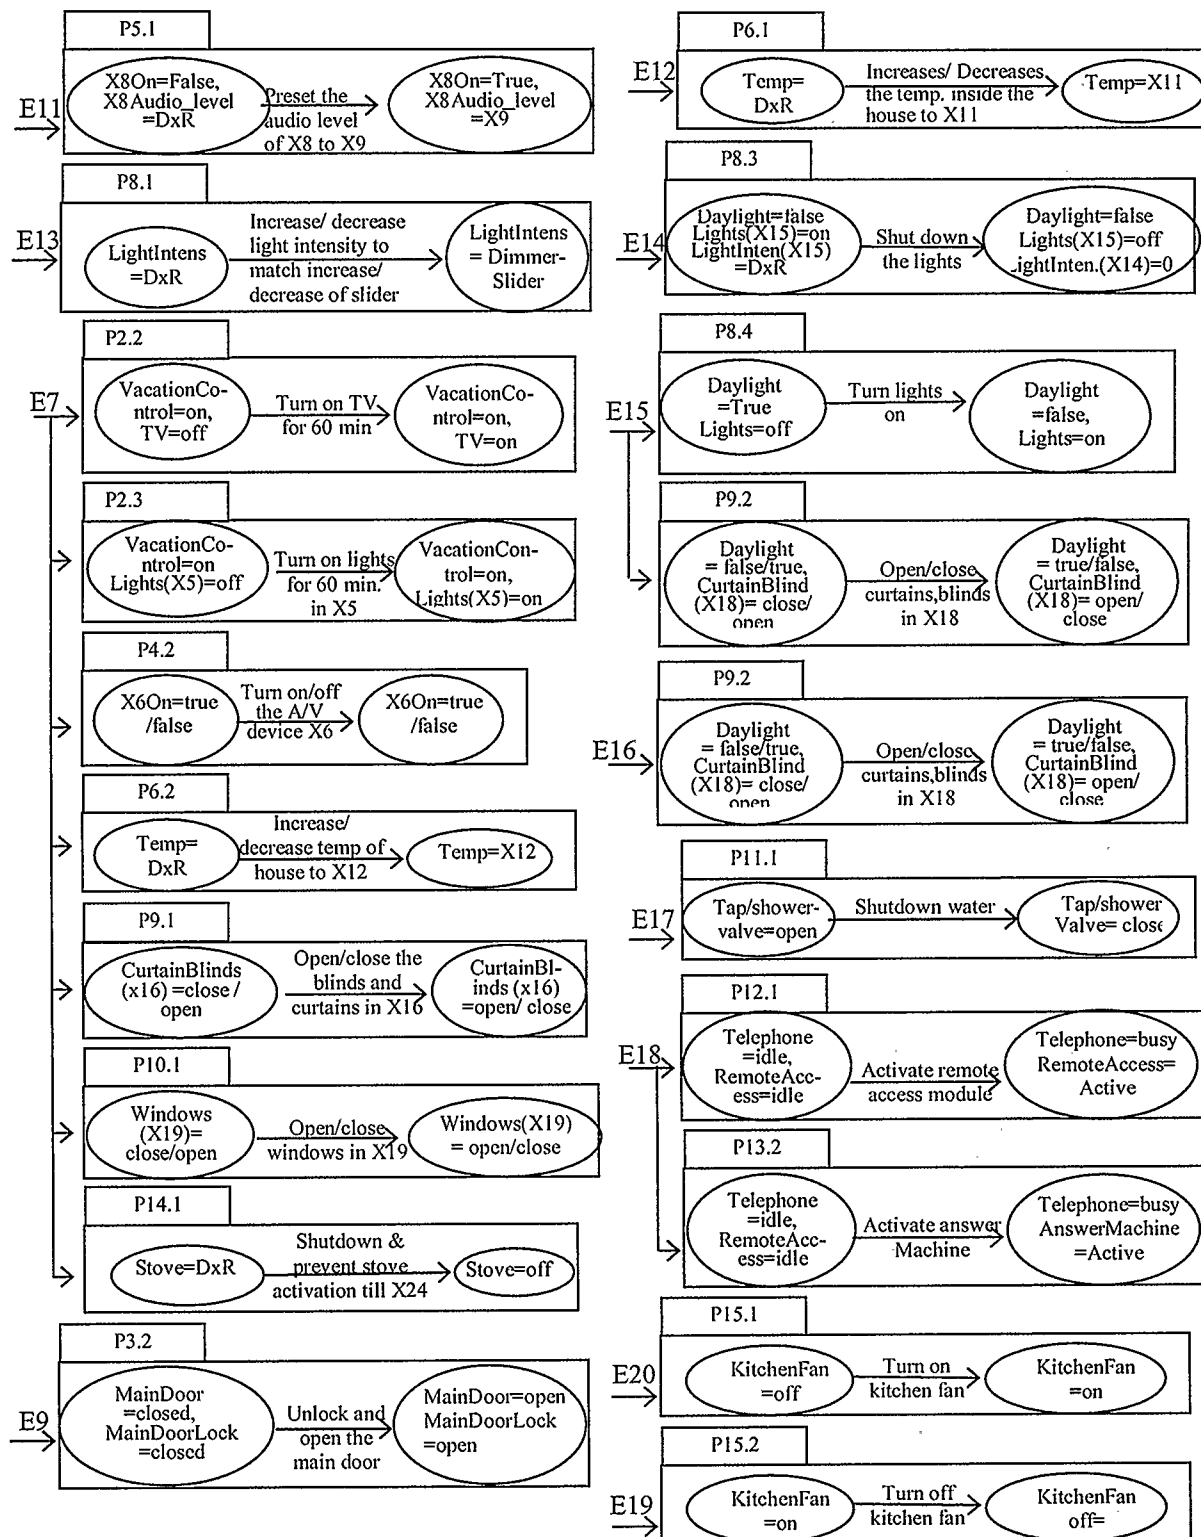 P5.1
E11
X8On=False,
X8Audio_level
=DxR
Preset the
audio level
of X8 to X9
X8On=True,
X8Audio_level
=X9
P8.1
E13
LightIntens
=DxR
Increase/ decrease
light intensity to
match increase/
decrease of slider
LightIntens
= Dimmer-
Slider
P2.2
E7
VacationCo-
ntrol=on,
TV=off
Turn on TV
for 60 min
VacationCo-
ntrol=on,
TV=on
P2.3
VacationCo-
ntrol=on
Lights(X5)=off
Turn on lights
for 60 min.
in X5
VacationCon-
trol=on,
Lights(X5)=on
P4.2
X6On=true
/false
Turn on/off
the A/V
device X6
X6On=true
/false
P6.2
Temp=
DxR
Increase/
decrease temp of
house to X12
Temp=X12
P9.1
CurtainBlinds
(x16) =close /
open
Open/close the
blinds and
curtains in X16
CurtainBl-
inds (x16)
=open/ close
P10.1
Windows
(X19)=
close/open
Open/close
windows in X19
Windows(X19)
= open/close
P14.1
Stove=DxR
Shutdown &
prevent stove
activation till X24
Stove=off
P3.2
E9
MainDoor
=closed,
MainDoorLock
=closed
Unlock and
open the
main door
MainDoor=open
MainDoorLock
=open
P6.1
E12
Temp=
DxR
Increases/ Decreases
the temp. inside the
house to X11
Temp=X11
P8.3
E14
Daylight=false
Lights(X15)=on
LightInten(X15)
=DxR
Shut down
the lights
Daylight=false
Lights(X15)=off
LightInten.(X14)=0
P8.4
E15
Daylight
=True
Lights=off
Turn lights
on
Daylight
=false,
Lights=on
P9.2
Daylight
= false/true,
CurtainBlind
(X18)= close/
open
Open/close
curtains,blinds
in X18
Daylight
= true/false,
CurtainBlind
(X18)= open/
close
P9.2
E16
Daylight
= false/true,
CurtainBlind
(X18)= close/
open
Open/close
curtains,blinds
in X18
Daylight
= true/false,
CurtainBlind
(X18)= open/
close
P11.1
E17
Tap/shower-
valve=open
Shutdown water
Tap/shower
Valve= close
P12.1
E18
Telephone
=idle,
RemoteAcc-
ess=idle
Activate remote
access module
Telephone=busy
RemoteAccess=
Active
P13.2
Telephone
=idle,
RemoteAcc-
ess=idle
Activate answer
Machine
Telephone=busy
AnswerMachine
=Active
P15.1
E20
KitchenFan
=off
Turn on
kitchen fan
KitchenFan
=on
P15.2
E19
KitchenFan
=on
Turn off
kitchen fan
KitchenFan
off=